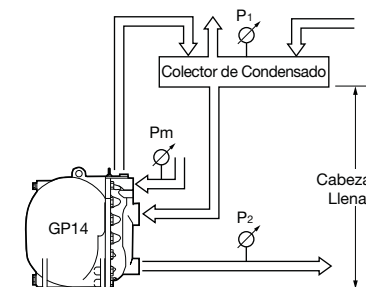 P1
Colector de Condensado
Pm
Cabeza
Llena
GP14
P2